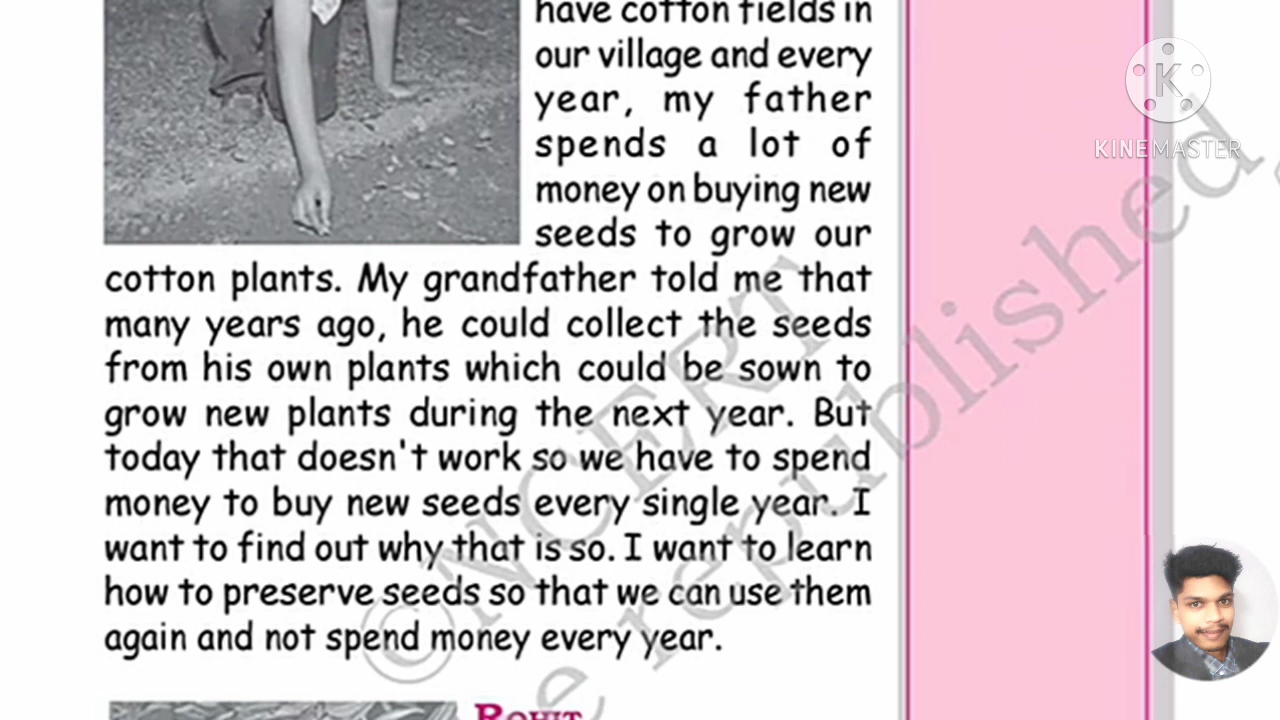 have cotton fields in
our village and every
year, my father
spends a lot of
money on buying new
seeds to grow our
cotton plants. My grandfather told me that
many years ago, he could collect the seeds
from his own plants which could be sown to
grow new plants during the next year. But
today that doesn't work so we have to spend
money to buy new seeds every single year. I
want to find out why that is so. I want to learn
how to preserve seeds so that we can use them
again and not spend money every year.
ROHIT
K
KINEMASTER
© NCERT
be republished